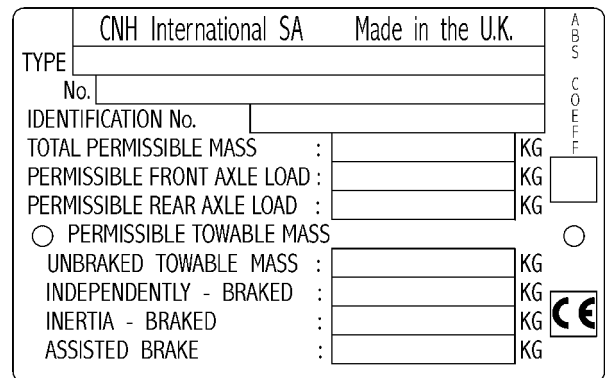 CNH International SA Made in the U.K.
TYPE
No.
IDENTIFICATION No.
TOTAL PERMISSIBLE MASS : KG
PERMISSIBLE FRONT AXLE LOAD : KG
PERMISSIBLE REAR AXLE LOAD : KG
PERMISSIBLE TOWABLE MASS
UNBRAKED TOWABLE MASS : KG
INDEPENDENTLY - BRAKED : KG
INERTIA - BRAKED : KG
ASSISTED BRAKE : KG
ABS COEFF
CE